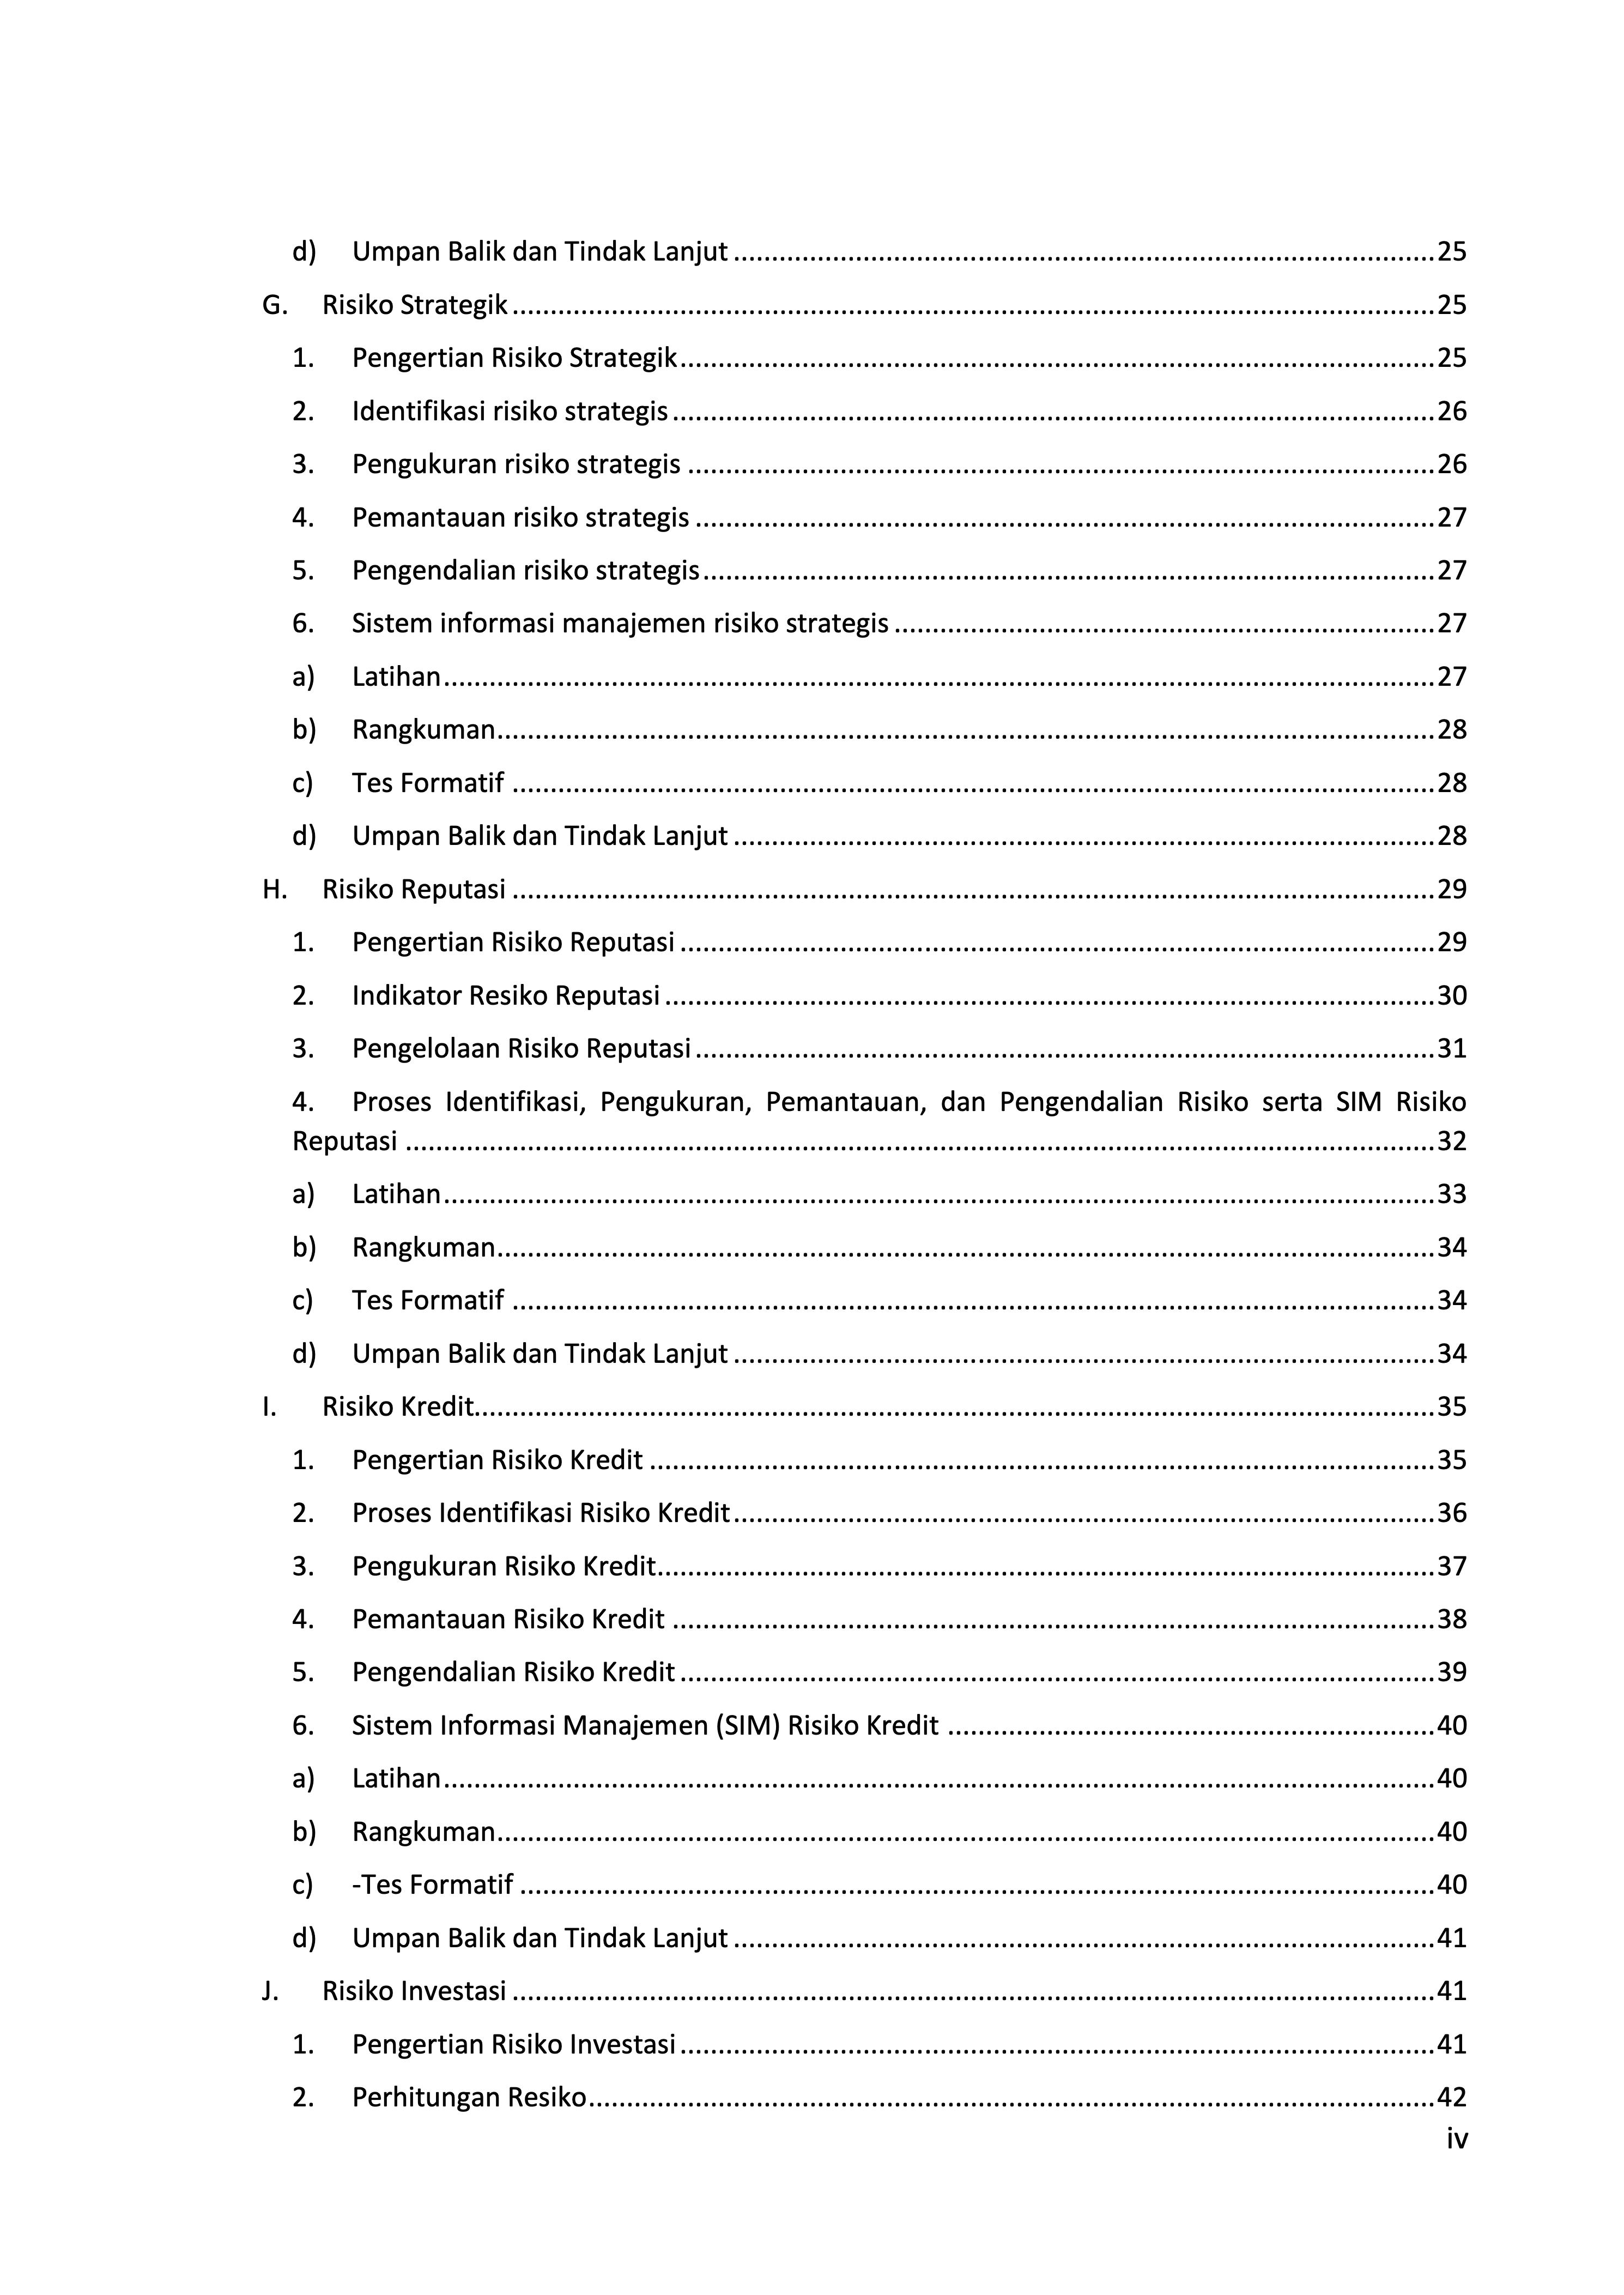 d) Umpan Balik dan Tindak Lanjut ........ 25
G. Risiko Strategik ........ 25
1. Pengertian Risiko Strategik ........ 25
2. Identifikasi risiko strategis ........ 26
3. Pengukuran risiko strategis ........ 26
4. Pemantauan risiko strategis ........ 27
5. Pengendalian risiko strategis ........ 27
6. Sistem informasi manajemen risiko strategis ........ 27
a) Latihan ........ 27
b) Rangkuman ........ 28
c) Tes Formatif ........ 28
d) Umpan Balik dan Tindak Lanjut ........ 28
H. Risiko Reputasi ........ 29
1. Pengertian Risiko Reputasi ........ 29
2. Indikator Resiko Reputasi ........ 30
3. Pengelolaan Risiko Reputasi ........ 31
4. Proses Identifikasi, Pengukuran, Pemantauan, dan Pengendalian Risiko serta SIM Risiko
Reputasi ........ 32
a) Latihan ........ 33
b) Rangkuman ........ 34
c) Tes Formatif ........ 34
d) Umpan Balik dan Tindak Lanjut ........ 34
I. Risiko Kredit ........ 35
1. Pengertian Risiko Kredit ........ 35
2. Proses Identifikasi Risiko Kredit ........ 36
3. Pengukuran Risiko Kredit ........ 37
4. Pemantauan Risiko Kredit ........ 38
5. Pengendalian Risiko Kredit ........ 39
6. Sistem Informasi Manajemen (SIM) Risiko Kredit ........ 40
a) Latihan ........ 40
b) Rangkuman ........ 40
c) -Tes Formatif ........ 40
d) Umpan Balik dan Tindak Lanjut ........ 41
J. Risiko Investasi ........ 41
1. Pengertian Risiko Investasi ........ 41
2. Perhitungan Resiko ........ 42
iv